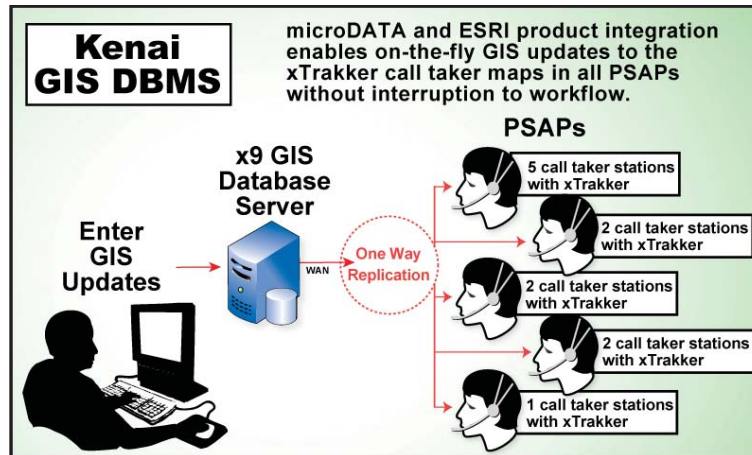 Kenai
GIS DBMS
microDATA and ESRI product integration
enables on-the-fly GIS updates to the
xTrakker call taker maps in all PSAPs
without interruption to workflow.
PSAPs
x9 GIS
Database
Server
Enter
GIS
Updates
WAN
One Way
Replication
5 call taker stations
with xTrakker
2 call taker stations
with xTrakker
2 call taker stations
with xTrakker
2 call taker stations
with xTrakker
1 call taker stations
with xTrakker